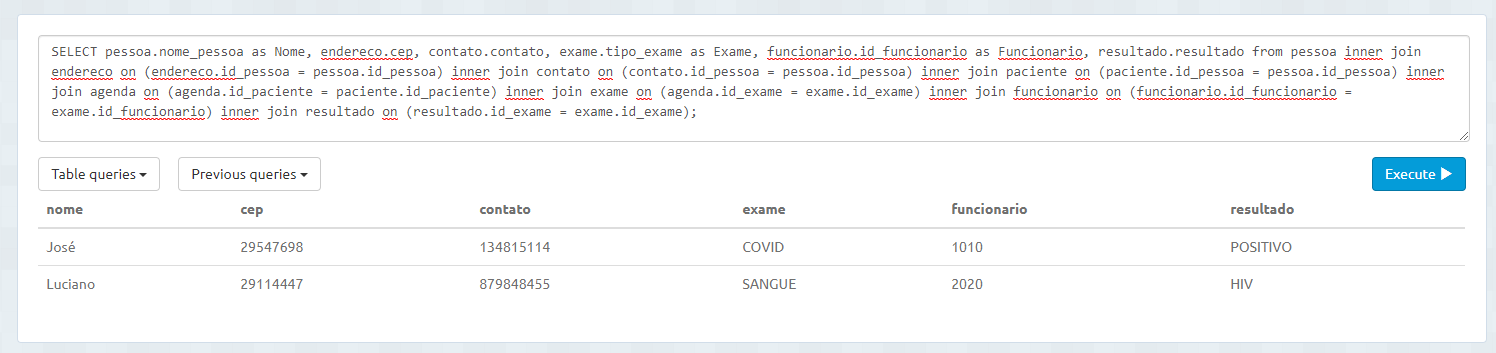 SELECT pessoa.nome_pessoa as Nome, endereco.cep, contato.contato, exame.tipo_exame as Exame, funcionario.id_funcionario as Funcionario, resultado.resultado from pessoa inner join
endereco on (endereco.id_pessoa = pessoa.id_pessoa) inner join contato on (contato.id_pessoa = pessoa.id_pessoa) inner join paciente on (paciente.id_pessoa = pessoa.id_pessoa) inner
join agenda on (agenda.id_paciente = paciente.id_paciente) inner join exame on (agenda.id_exame = exame.id_exame) inner join funcionario on (funcionario.id_funcionario =
exame.id_funcionario) inner join resultado on (resultado.id_exame = exame.id_exame);
Table queries Previous queries Execute
nome cep contato exame funcionario resultado
José 29547698 134815114 COVID 1010 POSITIVO
Luciano 29114447 879848455 SANGUE 2020 HIV